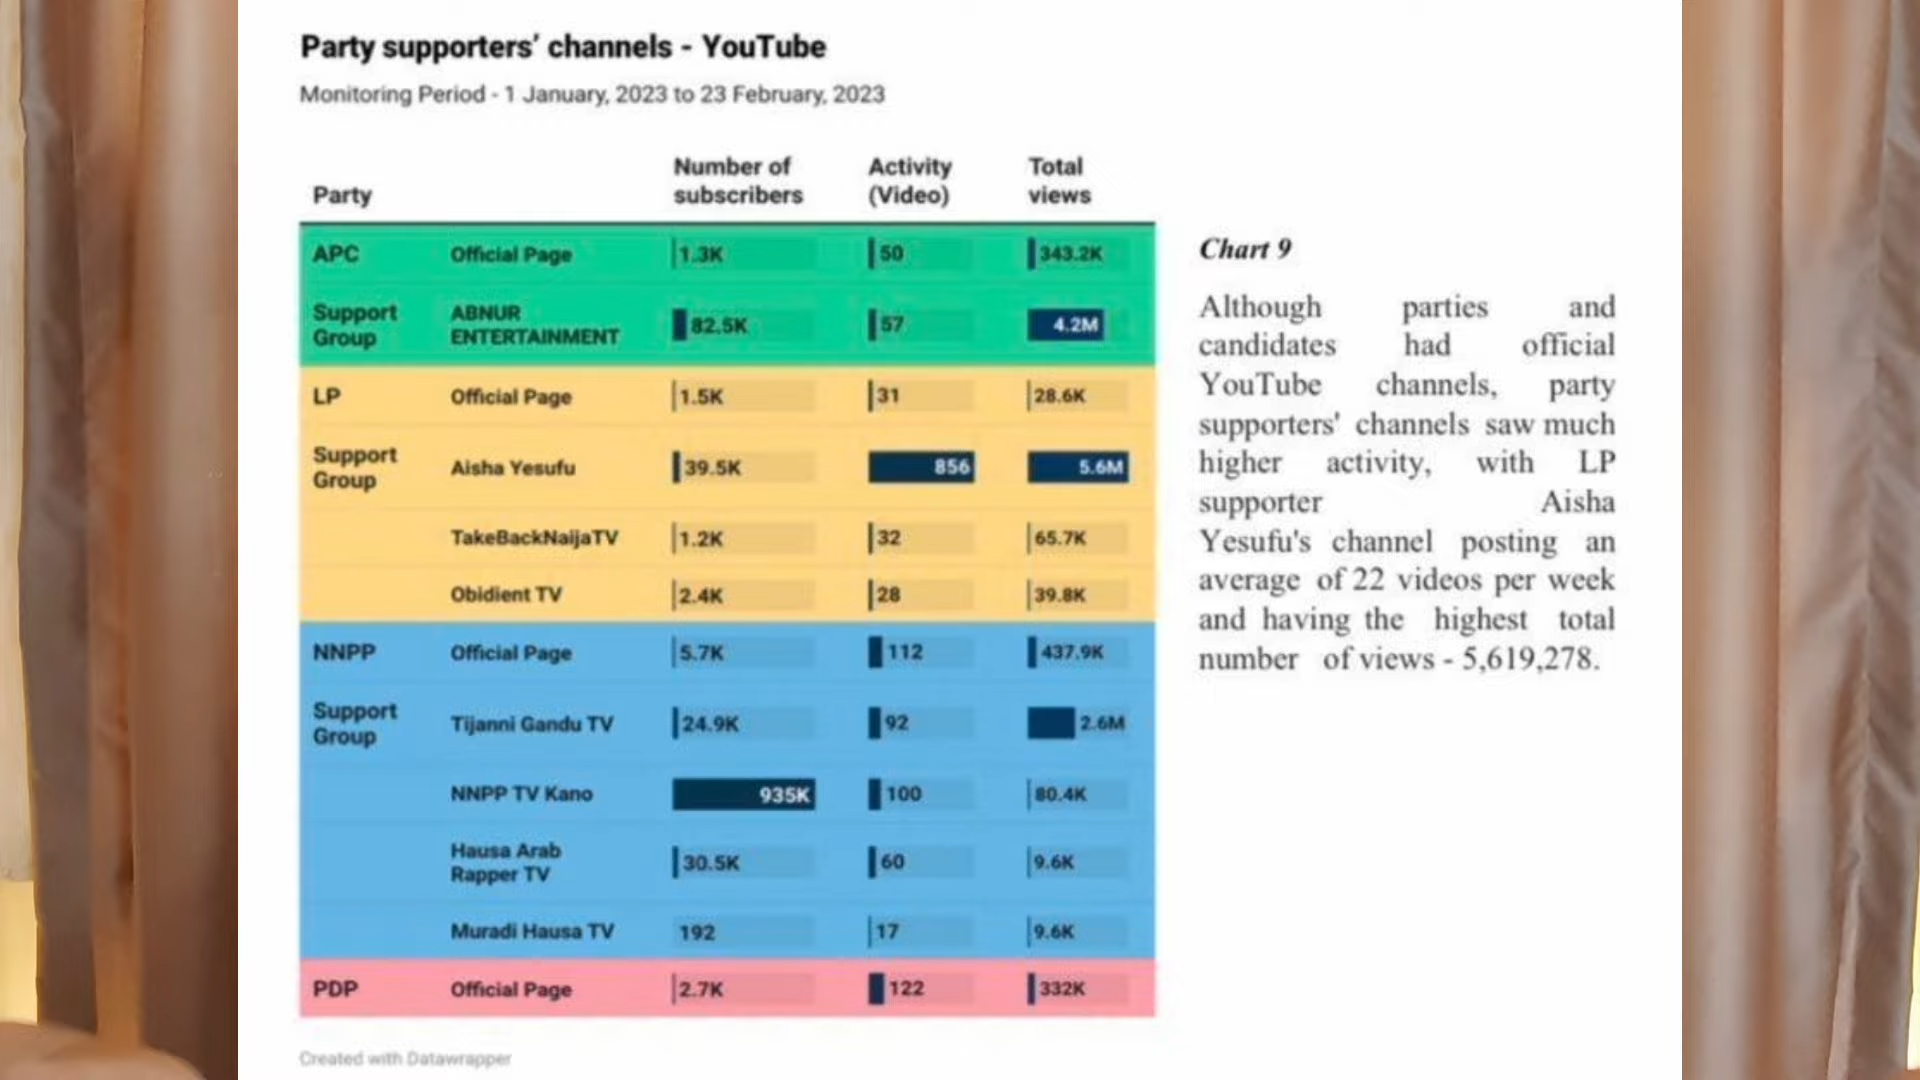 Party supporters’ channels - YouTube
Monitoring Period - 1 January, 2023 to 23 February, 2023
Party Number of subscribers Activity (Video) Total views
APC Official Page 1.3K 50 343.2K
Support Group ABNUR ENTERTAINMENT 82.5K 57 4.2M
LP Official Page 1.5K 31 28.6K
Support Group Aisha Yesufu 39.5K 856 5.6M
TakeBackNaijaTV 1.2K 32 65.7K
Obidient TV 2.4K 28 39.8K
NNPP Official Page 5.7K 112 437.9K
Support Group Tijanni Gandu TV 24.9K 92 2.6M
NNPP TV Kano 935K 100 80.4K
Hausa Arab Rapper TV 30.5K 60 9.6K
Muradi Hausa TV 192 17 9.6K
PDP Official Page 2.7K 122 332K
Created with Datawrapper
Chart 9
Although parties and
candidates had official
YouTube channels, party
supporters' channels saw much
higher activity, with LP
supporter Aisha
Yesufu's channel posting an
average of 22 videos per week
and having the highest total
number of views - 5,619,278.